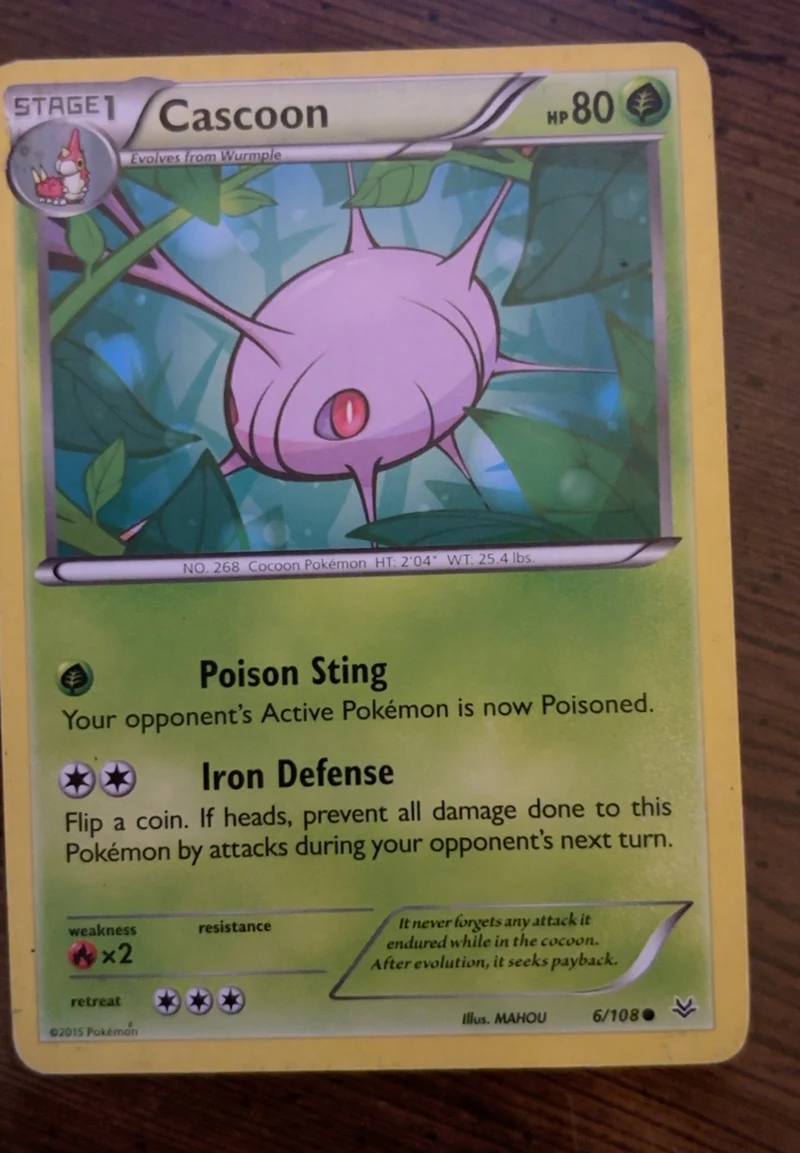 STAGE1
Cascoon
HP 80
Evolves from Wurmple
NO. 268 Cocoon Pokémon HT: 2'04" WT: 25.4 lbs.
Poison Sting
Your opponent's Active Pokémon is now Poisoned.
Iron Defense
Flip a coin. If heads, prevent all damage done to this
Pokémon by attacks during your opponent's next turn.
weakness
×2
resistance
It never forgets any attack it
endured while in the cocoon.
After evolution, it seeks payback.
retreat
Illus. MAHOU
6/108
©2015 Pokémon